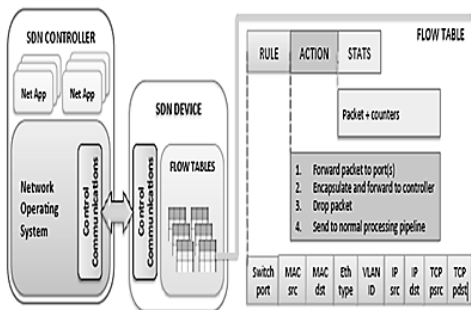 SDN CONTROLLER
Net App
Net App
Network
Operating
System
Control
Communications
SDN DEVICE
Control
Communications
FLOW TABLES
FLOW TABLE
RULE
ACTION
STATS
Packet + counters
1. Forward packet to port(s)
2. Encapsulate and forward to controller
3. Drop packet
4. Send to normal processing pipeline
Switch port
MAC src
MAC dst
Eth type
VLAN ID
IP src
IP dst
TCP psrc
TCP pdst